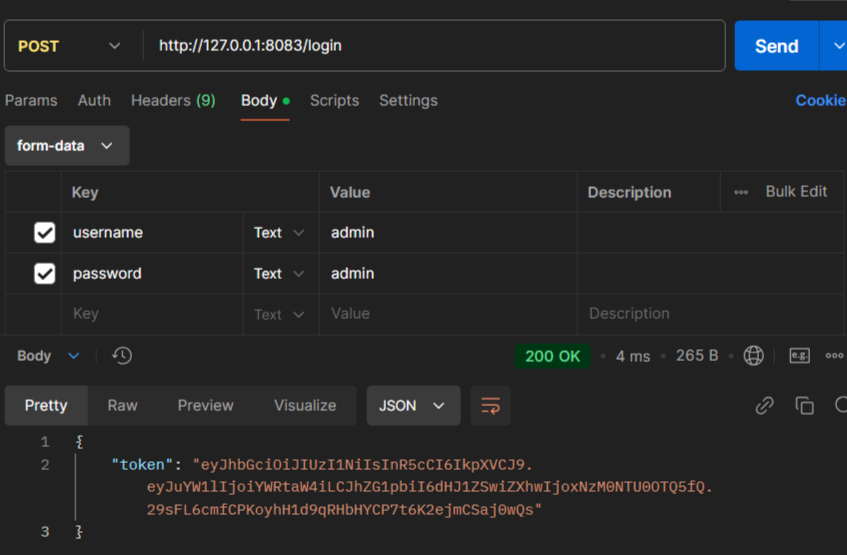 POST http://127.0.0.1:8083/login Send
Params Auth Headers (9) Body Scripts Settings Cookie
form-data
Key Value Description Bulk Edit
username Text admin
password Text admin
Key Text Value Description
Body 200 OK 4 ms 265 B e.g.
Pretty Raw Preview Visualize JSON
1 {
2 "token": "eyJhbGciOiJIUzI1NiIsInR5cCI6IkpXVCJ9.
eyJuYW1lIjoiYWRtaW4iLCJhZG1pbiI6dHJ1ZSwiZXhwIjoxNzM0NTU0OTQ5fQ.
29sFL6cmfCPKoyhH1d9qRHbHYCP7t6K2ejmCSaj0wQs"
3 }